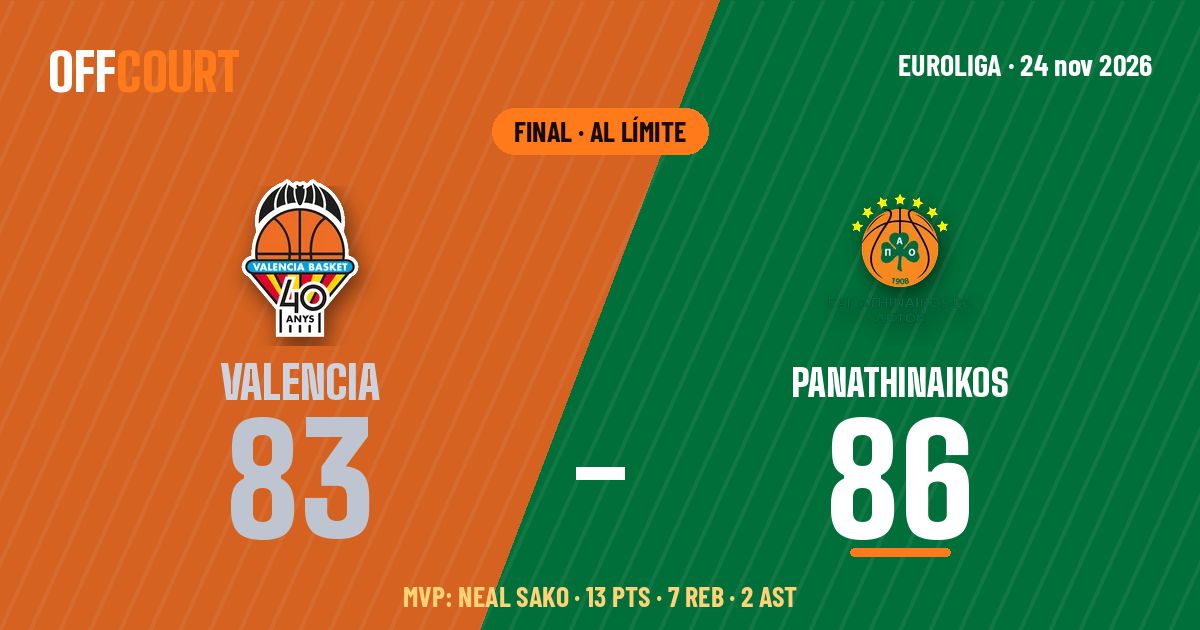 OFFCOURT
EUROLIGA · 24 nov 2026
FINAL · AL LÍMITE
VALENCIA BASKET
40
ANYS
Α
Π Ο
1908
VALENCIA
PANATHINAIKOS
83
–
86
MVP: NEAL SAKO · 13 PTS · 7 REB · 2 AST